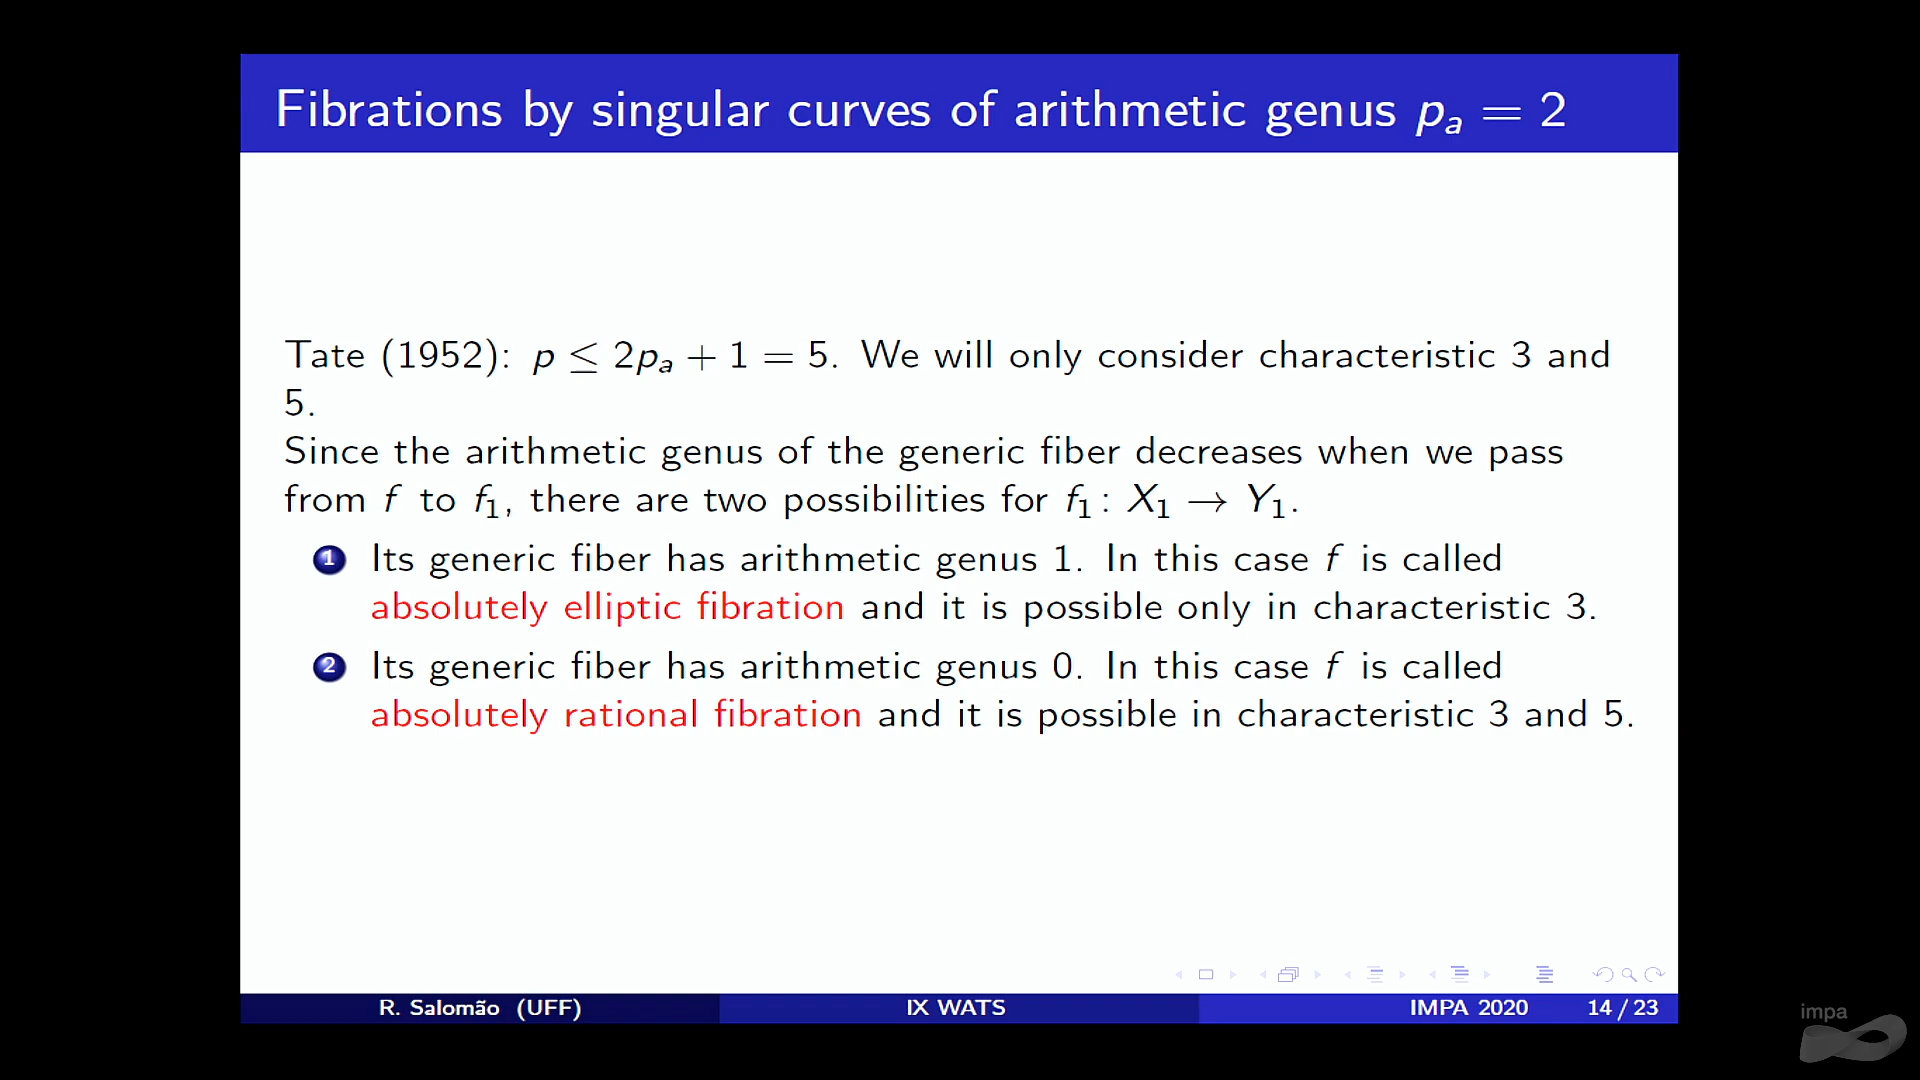 Fibrations by singular curves of arithmetic genus pₐ = 2
Tate (1952): p ≤ 2pₐ + 1 = 5. We will only consider characteristic 3 and
5.
Since the arithmetic genus of the generic fiber decreases when we pass
from f to f₁, there are two possibilities for f₁: X₁ → Y₁.
1 Its generic fiber has arithmetic genus 1. In this case f is called
absolutely elliptic fibration and it is possible only in characteristic 3.
2 Its generic fiber has arithmetic genus 0. In this case f is called
absolutely rational fibration and it is possible in characteristic 3 and 5.
R. Salomão (UFF) IX WATS IMPA 2020 14 / 23
impa